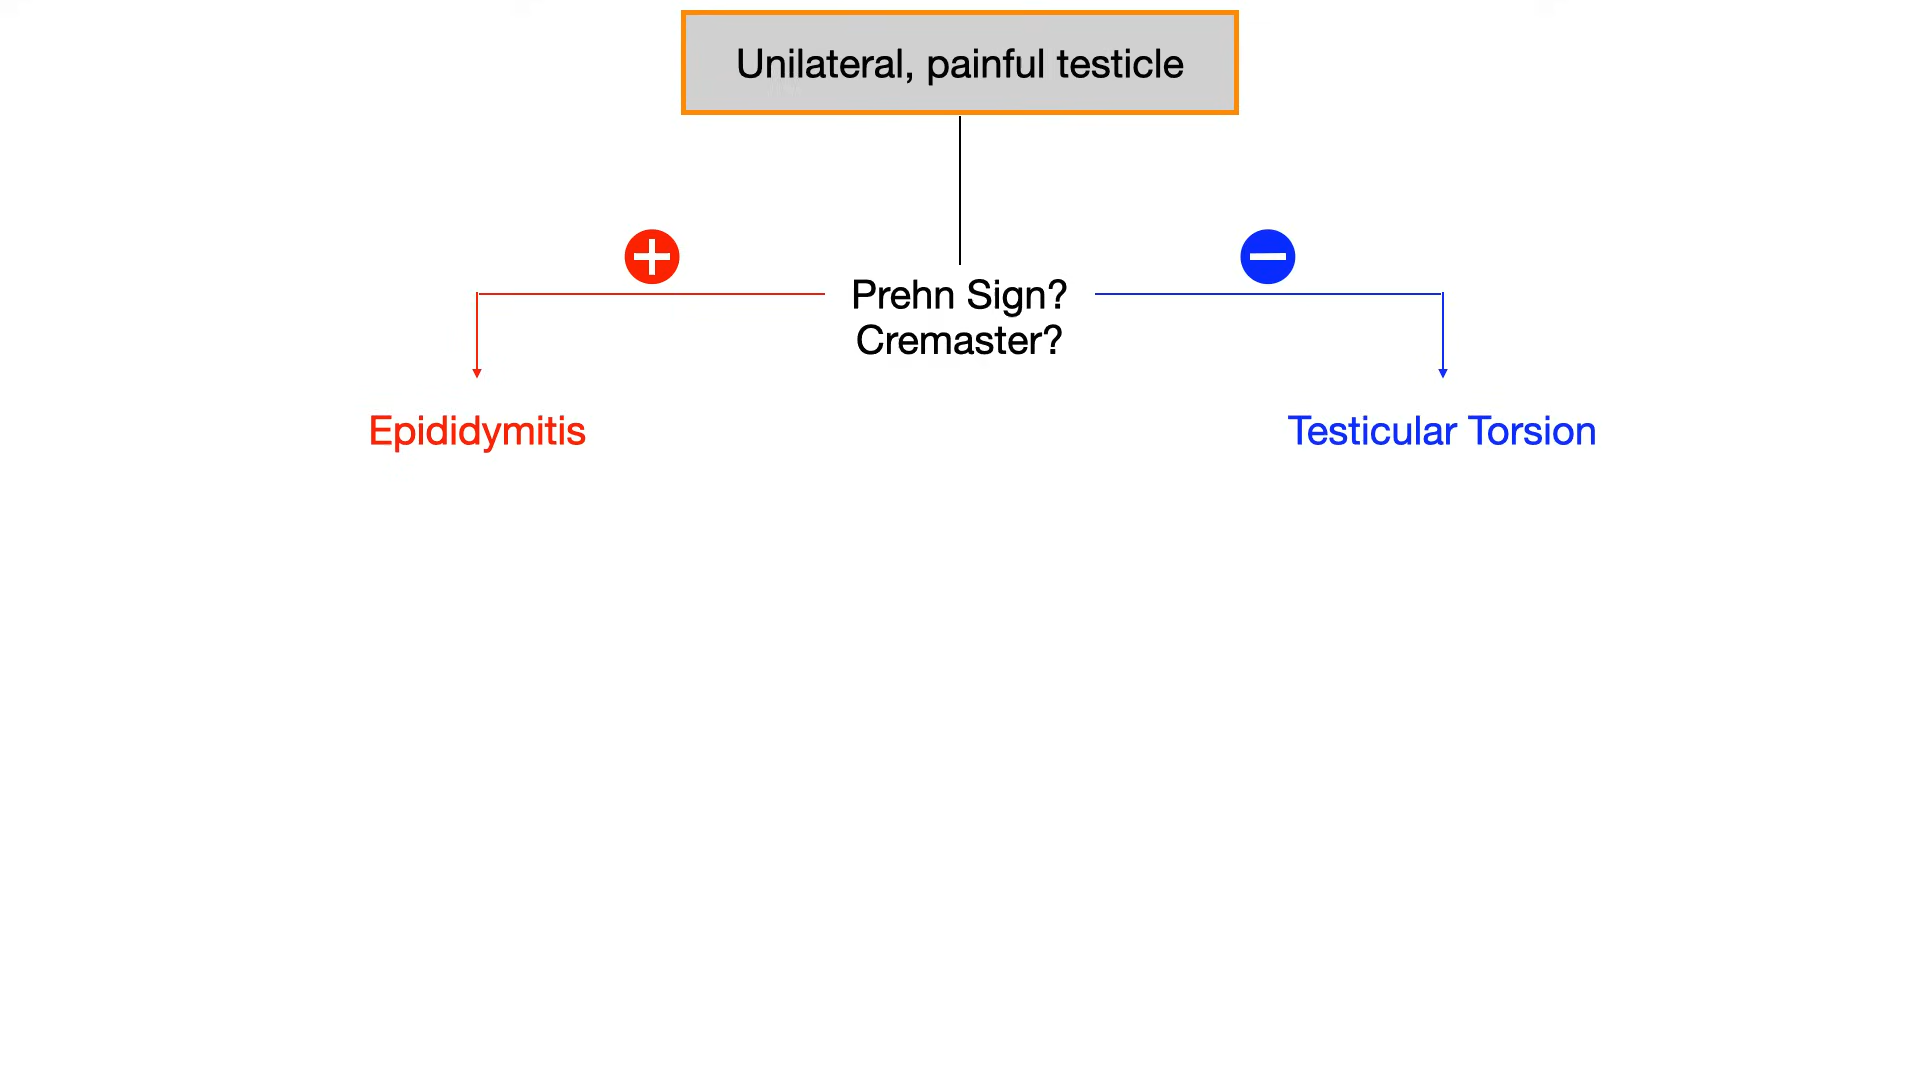 Unilateral, painful testicle
Prehn Sign?
Cremaster?
Epididymitis
Testicular Torsion